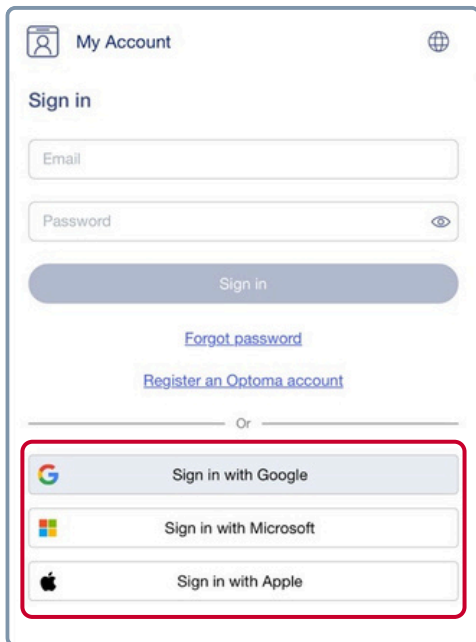 My Account
Sign in
Email
Password
Sign in
Forgot password
Register an Optoma account
Or
Sign in with Google
Sign in with Microsoft
Sign in with Apple